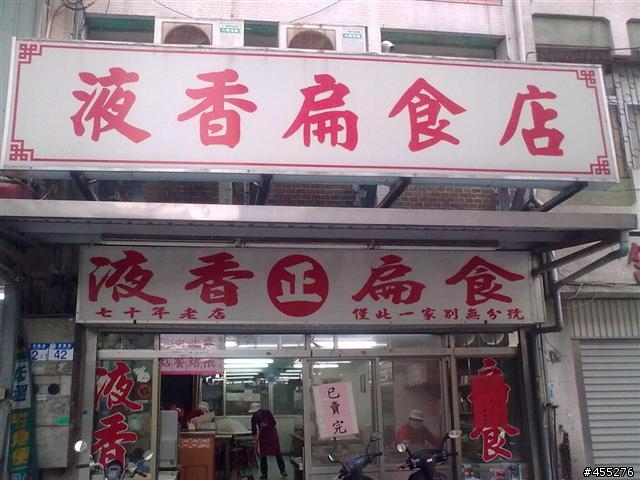 液香扁食店
液香正扁食
七十年老店
僅此一家別無分號
42
液香
已賣完
扁食
#455276